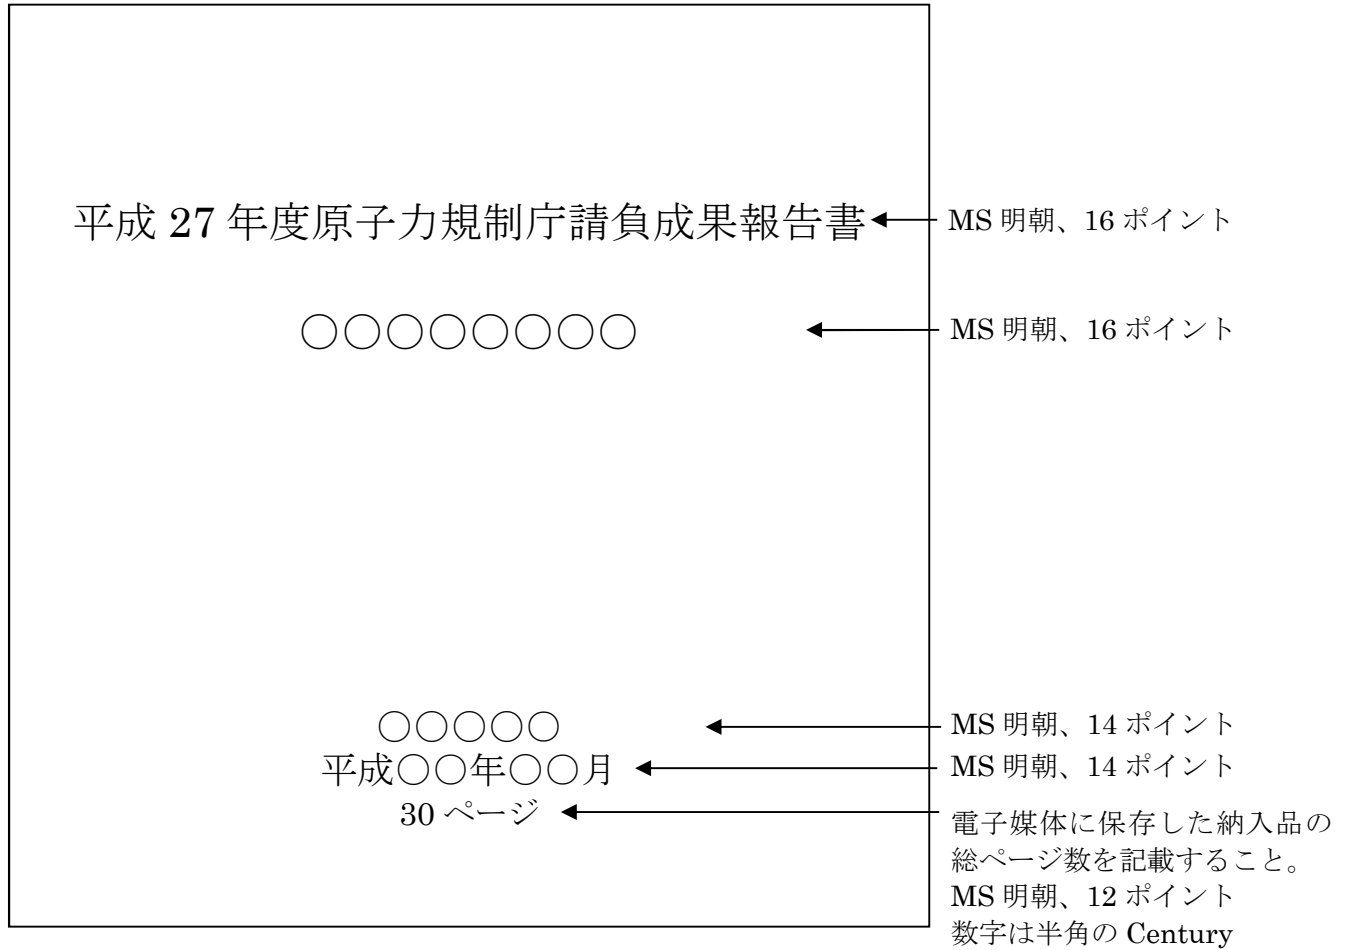 平成 27 年度原子力規制庁請負成果報告書
MS 明朝、16 ポイント
○○○○○○○○
MS 明朝、16 ポイント
○○○○○
MS 明朝、14 ポイント
平成○○年○○月
MS 明朝、14 ポイント
30 ページ
電子媒体に保存した納入品の
総ページ数を記載すること。
MS 明朝、12 ポイント
数字は半角の Century